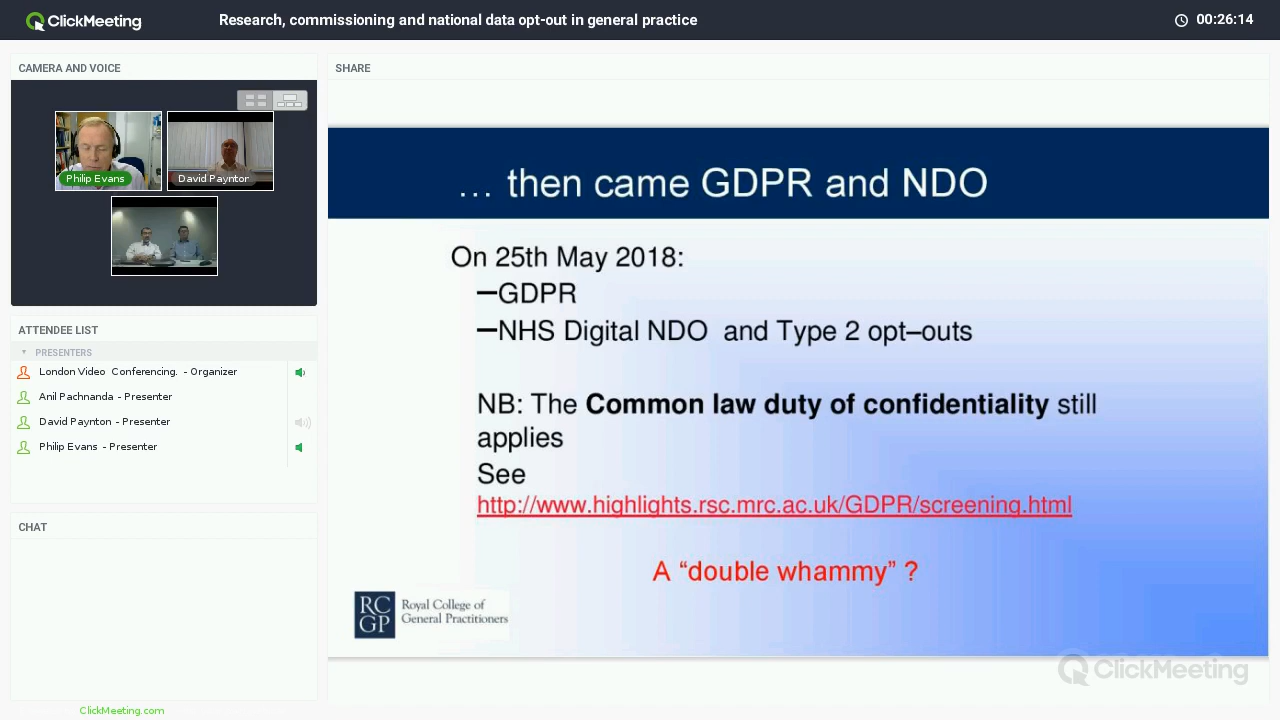 ClickMeeting
Research, commissioning and national data opt-out in general practice
00:26:14
CAMERA AND VOICE
Philip Evans
David Payntor
ATTENDEE LIST
PRESENTERS
London Video Conferencing. - Organizer
Anil Pachnanda - Presenter
David Paynton - Presenter
Philip Evans - Presenter
CHAT
ClickMeeting.com
SHARE
... then came GDPR and NDO
On 25th May 2018:
–GDPR
–NHS Digital NDO and Type 2 opt–outs
NB: The Common law duty of confidentiality still
applies
See
http://www.highlights.rsc.mrc.ac.uk/GDPR/screening.html
A “double whammy” ?
RC
GP
Royal College of
General Practitioners
ClickMeeting